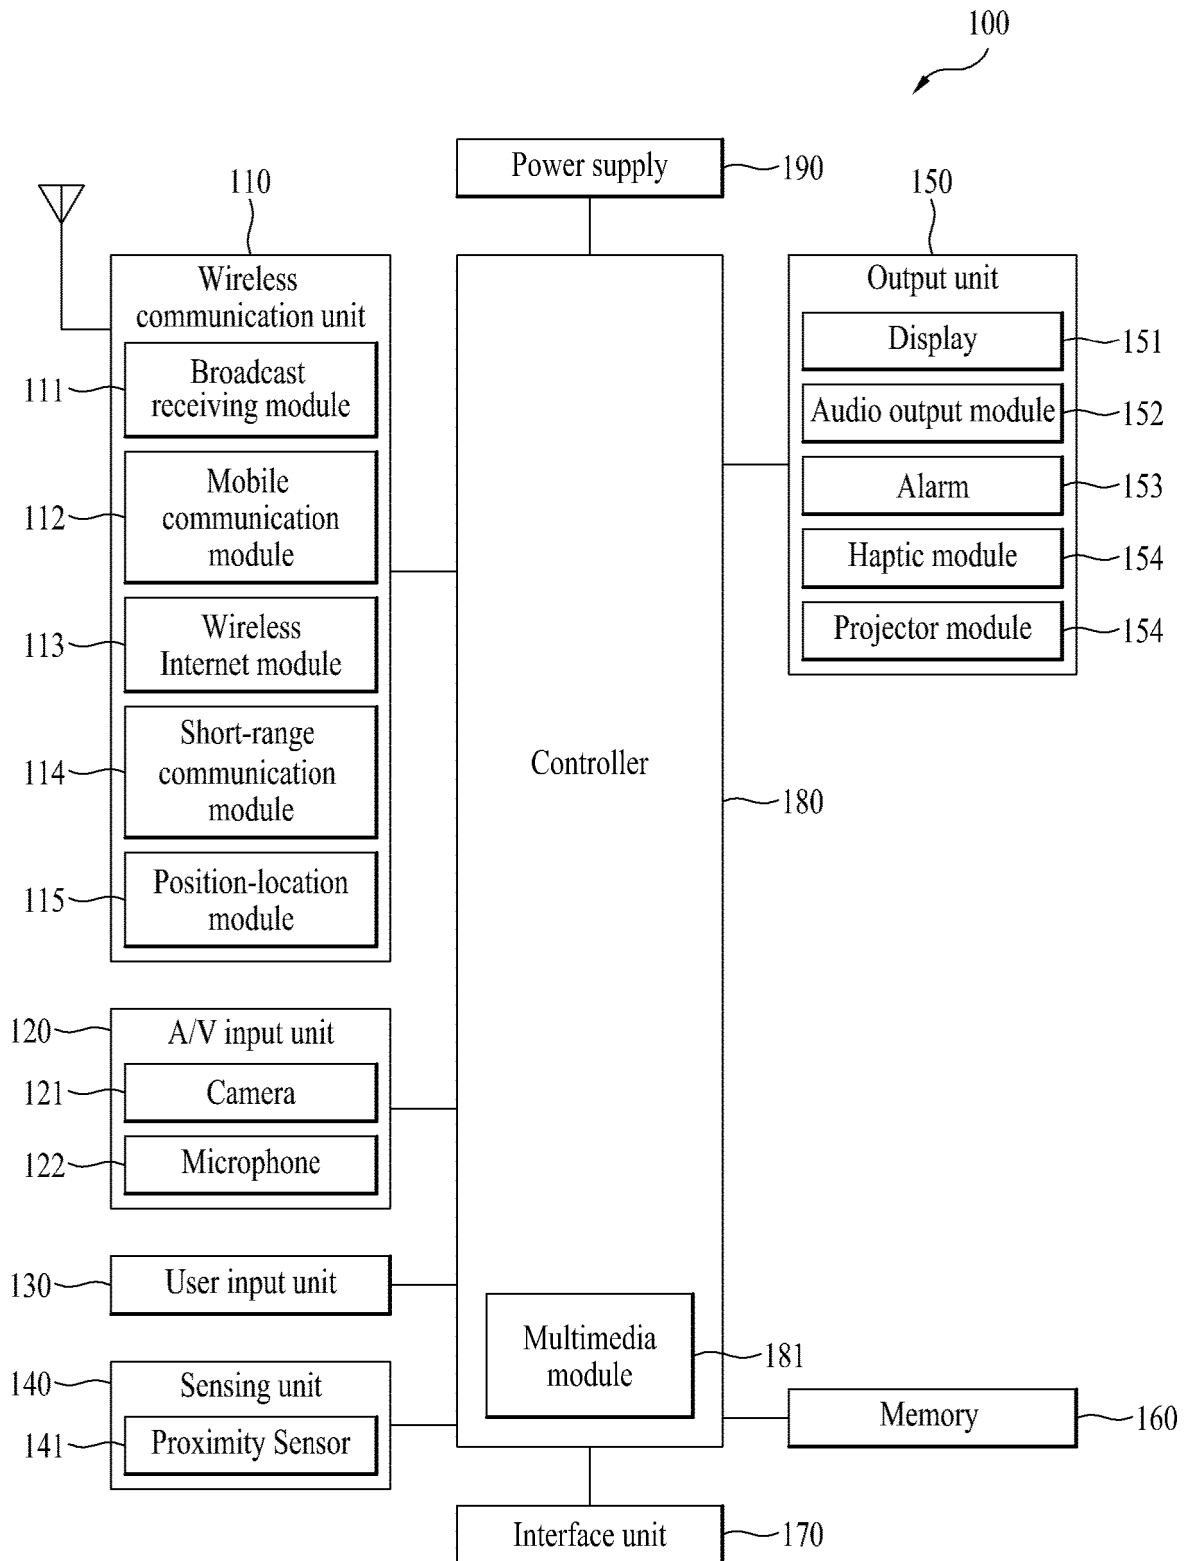 100
Power supply
190
110
150
Wireless
communication unit
111
Broadcast
receiving module
112
Mobile
communication
module
113
Wireless
Internet module
114
Short-range
communication
module
115
Position-location
module
120
A/V input unit
121
Camera
122
Microphone
130
User input unit
140
Sensing unit
141
Proximity Sensor
Controller
180
Multimedia
module
181
Output unit
Display
151
Audio output module
152
Alarm
153
Haptic module
154
Projector module
154
Memory
160
Interface unit
170